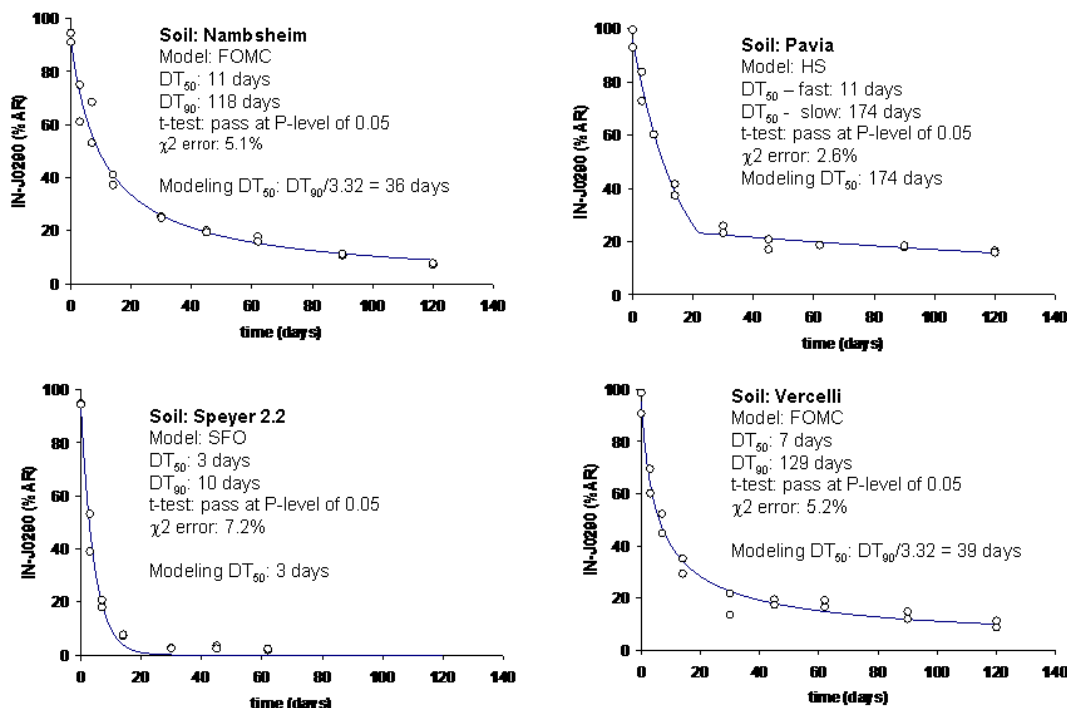 100
80
60
40
20
0
IN-J0290 (%AR)
Soil: Nambsheim
Model: FOMC
DT50: 11 days
DT90: 118 days
t-test: pass at P-level of 0.05
χ2 error: 5.1%
Modeling DT50: DT90/3.32 = 36 days
0 20 40 60 80 100 120 140
time (days)
100
80
60
40
20
0
IN-J0290 (%AR)
Soil: Pavia
Model: HS
DT50 – fast: 11 days
DT50 - slow: 174 days
t-test: pass at P-level of 0.05
χ2 error: 2.6%
Modeling DT50: 174 days
0 20 40 60 80 100 120 140
time (days)
100
80
60
40
20
0
IN-J0290 (%AR)
Soil: Speyer 2.2
Model: SFO
DT50: 3 days
DT90: 10 days
t-test: pass at P-level of 0.05
χ2 error: 7.2%
Modeling DT50: 3 days
0 20 40 60 80 100 120 140
time (days)
100
80
60
40
20
0
IN-J0290 (%AR)
Soil: Vercelli
Model: FOMC
DT50: 7 days
DT90: 129 days
t-test: pass at P-level of 0.05
χ2 error: 5.2%
Modeling DT50: DT90/3.32 = 39 days
0 20 40 60 80 100 120 140
time (days)